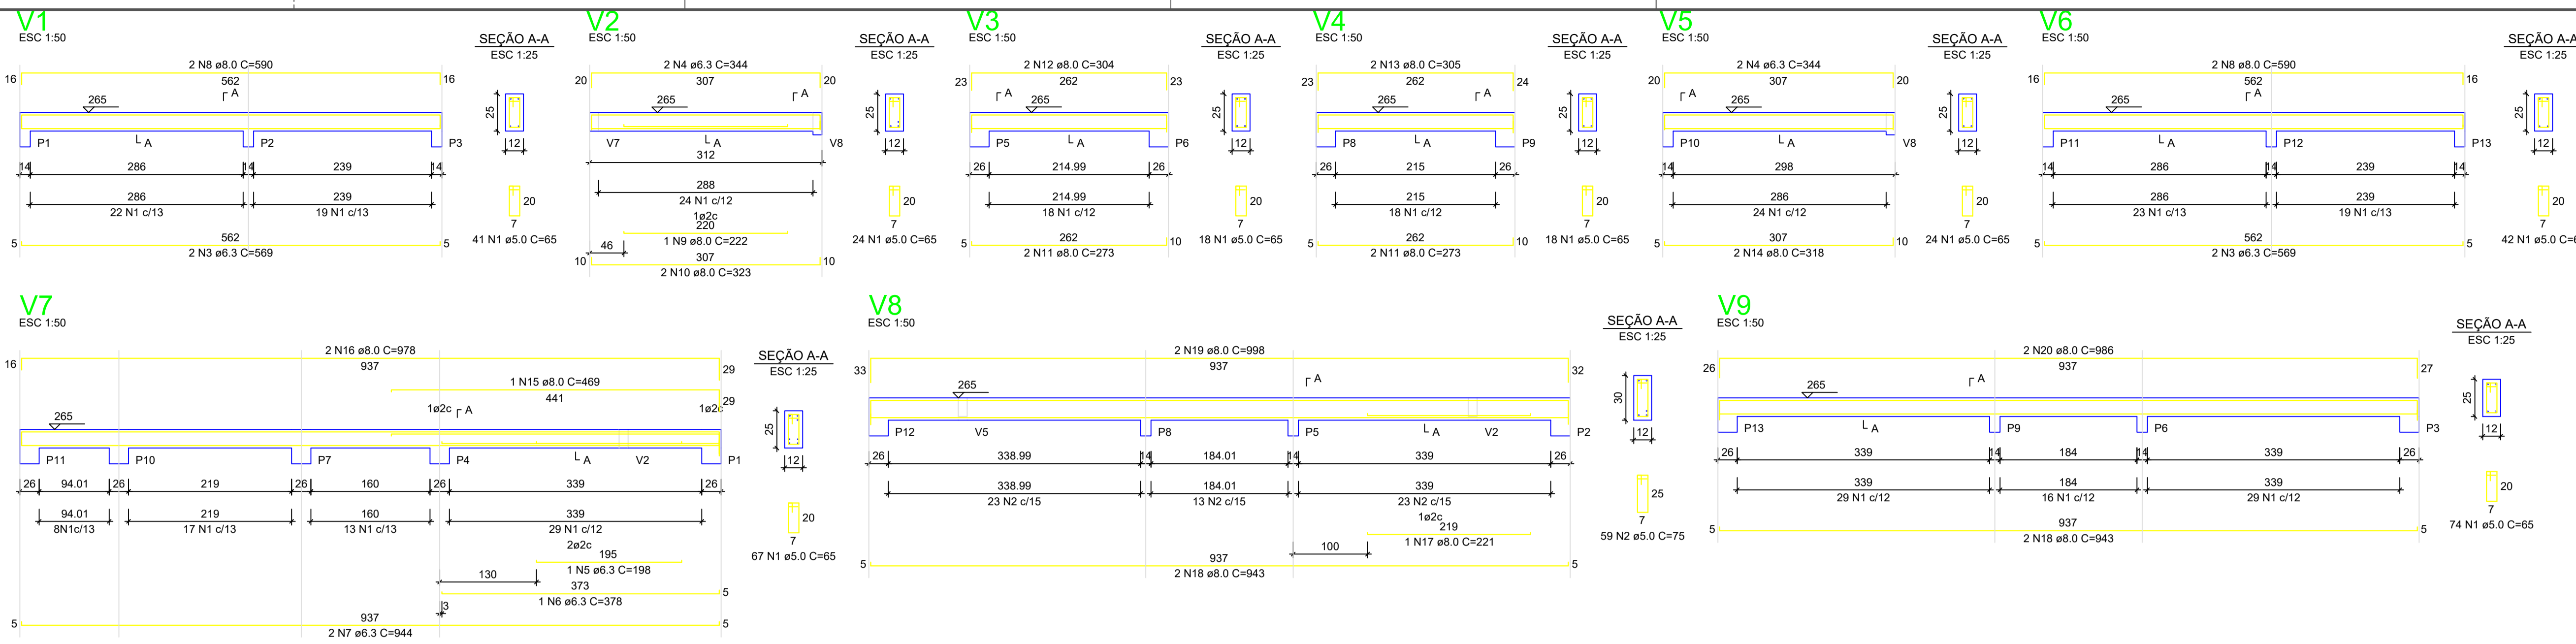 V1
ESC 1:50
SEÇÃO A-A
ESC 1:25
2 N8 ø8.0 C=590
16
562
16
A
265
25
P1
A
P2
P3
12
14
286
14
239
14
286
239
22 N1 c/13
19 N1 c/13
20
7
41 N1 ø5.0 C=65
5
562
5
2 N3 ø6.3 C=569
V2
ESC 1:50
SEÇÃO A-A
ESC 1:25
2 N4 ø6.3 C=344
20
307
20
A
265
25
V7
A
V8
12
312
288
24 N1 c/12
20
7
24 N1 ø5.0 C=65
1ø2c
220
1 N9 ø8.0 C=222
46
10
307
10
2 N10 ø8.0 C=323
V3
ESC 1:50
SEÇÃO A-A
ESC 1:25
2 N12 ø8.0 C=304
23
262
23
A
265
25
P5
A
P6
12
26
214.99
26
214.99
18 N1 c/12
20
7
18 N1 ø5.0 C=65
5
262
10
2 N11 ø8.0 C=273
V4
ESC 1:50
SEÇÃO A-A
ESC 1:25
2 N13 ø8.0 C=305
23
262
24
A
265
25
P8
A
P9
12
26
215
26
215
18 N1 c/12
20
7
18 N1 ø5.0 C=65
5
262
10
2 N11 ø8.0 C=273
V5
ESC 1:50
SEÇÃO A-A
ESC 1:25
2 N4 ø6.3 C=344
20
307
20
A
265
25
P10
A
V8
12
14
298
286
24 N1 c/12
20
7
24 N1 ø5.0 C=65
5
307
10
2 N14 ø8.0 C=318
V6
ESC 1:50
SEÇÃO A-A
ESC 1:25
2 N8 ø8.0 C=590
16
562
16
A
265
25
P11
A
P12
P13
12
14
286
14
239
14
286
239
23 N1 c/13
19 N1 c/13
20
7
42 N1 ø5.0
5
562
5
2 N3 ø6.3 C=569
V7
ESC 1:50
SEÇÃO A-A
ESC 1:25
2 N16 ø8.0 C=978
16
937
29
1 N15 ø8.0 C=469
441
29
1ø2c
A
1ø2c
265
25
P11
P10
P7
P4
A
V2
P1
12
26
94.01
26
219
26
160
26
339
26
94.01
219
160
339
8N1c/13
17 N1 c/13
13 N1 c/13
29 N1 c/12
20
7
67 N1 ø5.0 C=65
2ø2c
195
1 N5 ø6.3 C=198
130
373
5
1 N6 ø6.3 C=378
3
5
937
5
2 N7 ø6.3 C=944
V8
ESC 1:50
SEÇÃO A-A
ESC 1:25
2 N19 ø8.0 C=998
33
937
32
A
265
30
P12
V5
P8
P5
A
V2
P2
12
26
338.99
14
184.01
14
339
26
338.99
184.01
339
23 N2 c/15
13 N2 c/15
23 N2 c/15
25
7
59 N2 ø5.0 C=75
1ø2c
219
1 N17 ø8.0 C=221
100
5
937
5
2 N18 ø8.0 C=943
V9
ESC 1:50
SEÇÃO A-A
ESC 1:25
2 N20 ø8.0 C=986
26
937
27
A
265
25
P13
A
P9
P6
P3
12
26
339
14
184
14
339
26
339
184
339
29 N1 c/12
16 N1 c/12
29 N1 c/12
20
7
74 N1 ø5.0 C=65
5
937
5
2 N18 ø8.0 C=943